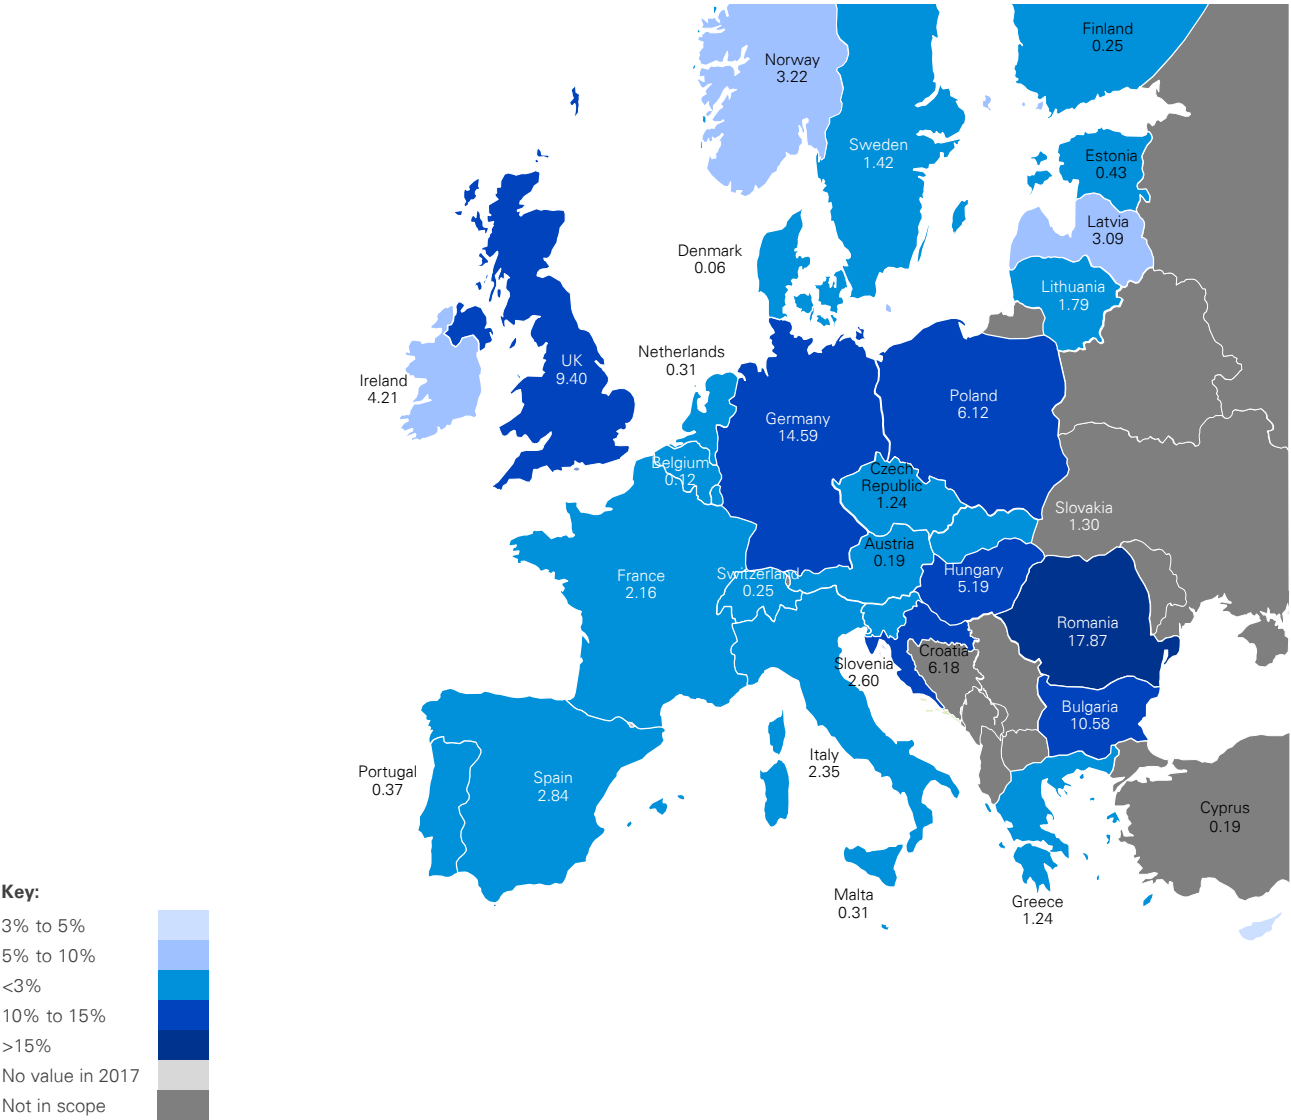 Finland
0.25
Norway
3.22
Sweden
1.42
Estonia
0.43
Latvia
3.09
Denmark
0.06
Lithuania
1.79
Netherlands
0.31
UK
9.40
Ireland
4.21
Poland
6.12
Germany
14.59
Belgium
0.12
Czech
Republic
1.24
Slovakia
1.30
Austria
0.19
France
2.16
Switzerland
0.25
Hungary
5.19
Romania
17.87
Croatia
6.18
Slovenia
2.60
Bulgaria
10.58
Italy
2.35
Portugal
0.37
Spain
2.84
Cyprus
0.19
Malta
0.31
Greece
1.24
Key:
3% to 5%
5% to 10%
<3%
10% to 15%
>15%
No value in 2017
Not in scope